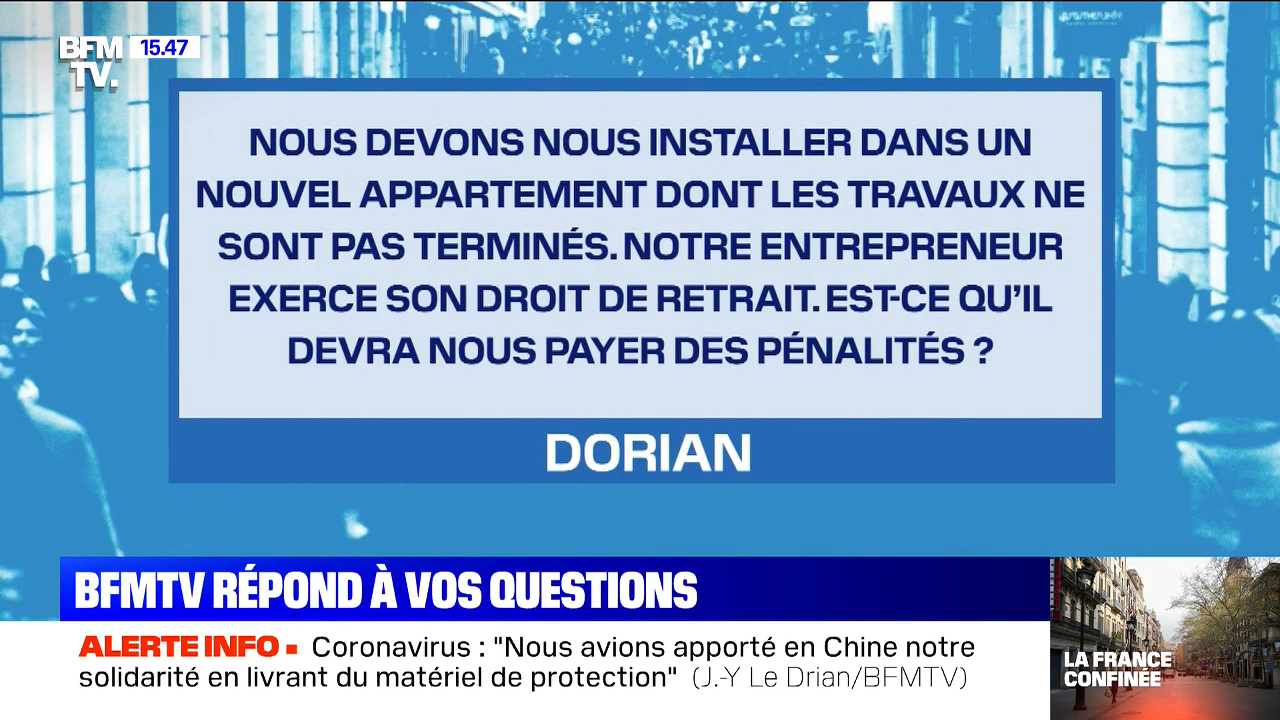 BFM
TV.
15.47
PROMENADE
NOUS DEVONS NOUS INSTALLER DANS UN
NOUVEL APPARTEMENT DONT LES TRAVAUX NE
SONT PAS TERMINÉS. NOTRE ENTREPRENEUR
EXERCE SON DROIT DE RETRAIT. EST-CE QU'IL
DEVRA NOUS PAYER DES PÉNALITÉS ?
DORIAN
BFMTV RÉPOND À VOS QUESTIONS
ALERTE INFO Coronavirus : "Nous avions apporté en Chine notre
solidarité en livrant du matériel de protection" (J.-Y Le Drian/BFMTV)
LA FRANCE
CONFINÉE